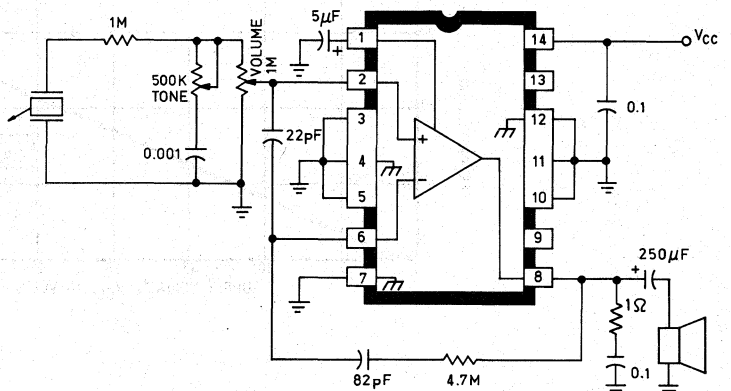 1M
500K
TONE
0.001
VOLUME
1M
22pF
5µF
+
1
2
3
4
5
6
7
+
−
14
13
12
11
10
9
8
VCC
0.1
250µF
+
1Ω
0.1
82pF
4.7M